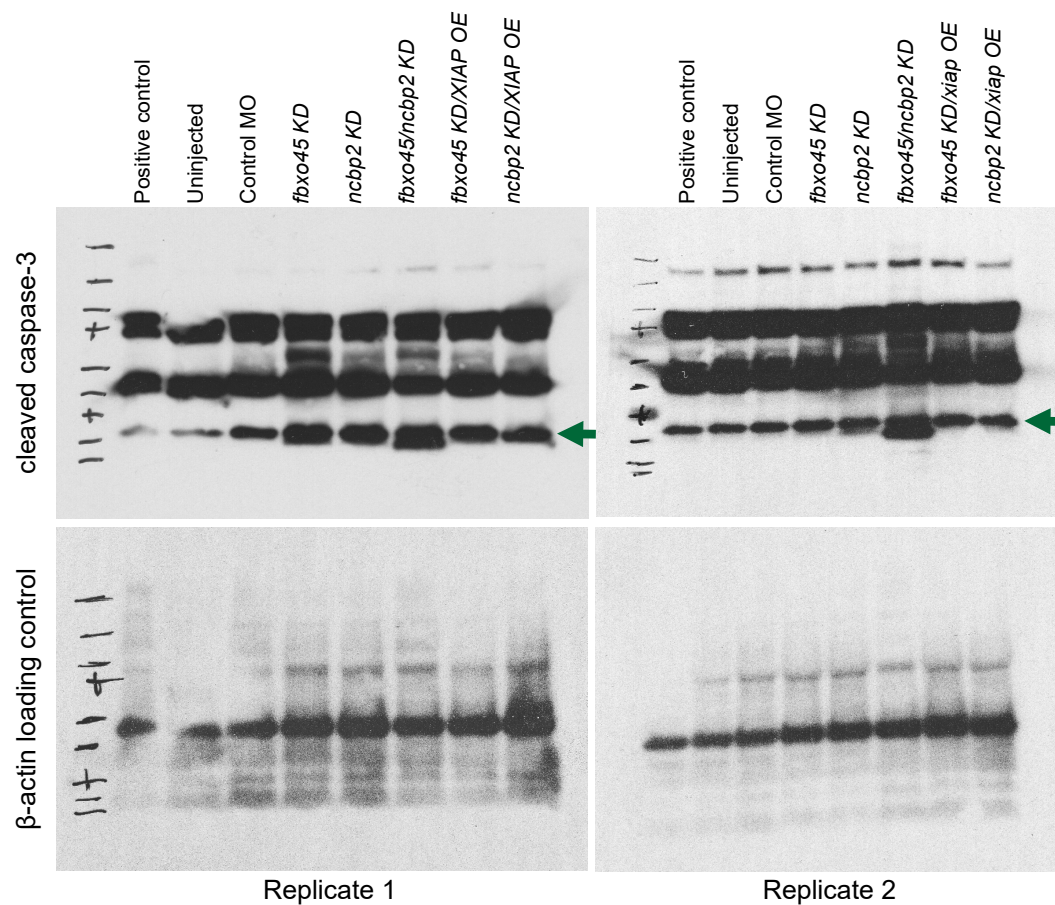 Positive control
Uninjected
Control MO
fbxo45 KD
ncbp2 KD
fbxo45/ncbp2 KD
fbxo45 KD/XIAP OE
ncbp2 KD/XIAP OE
Positive control
Uninjected
Control MO
fbxo45 KD
ncbp2 KD
fbxo45/ncbp2 KD
fbxo45 KD/xiap OE
ncbp2 KD/xiap OE
cleaved caspase-3
β-actin loading control
Replicate 1
Replicate 2